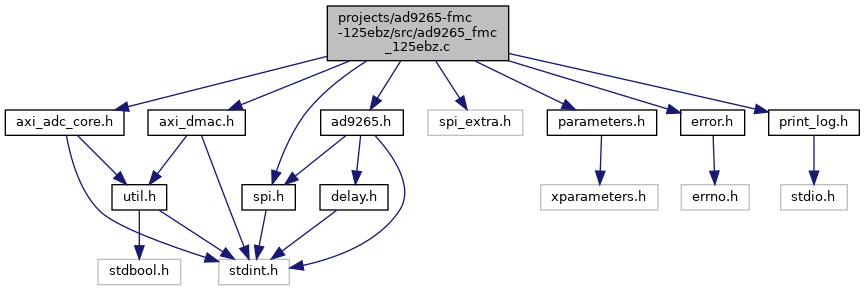 projects/ad9265-fmc
-125ebz/src/ad9265_fmc
_125ebz.c
axi_adc_core.h
axi_dmac.h
ad9265.h
spi_extra.h
parameters.h
error.h
print_log.h
util.h
spi.h
delay.h
xparameters.h
errno.h
stdio.h
stdbool.h
stdint.h